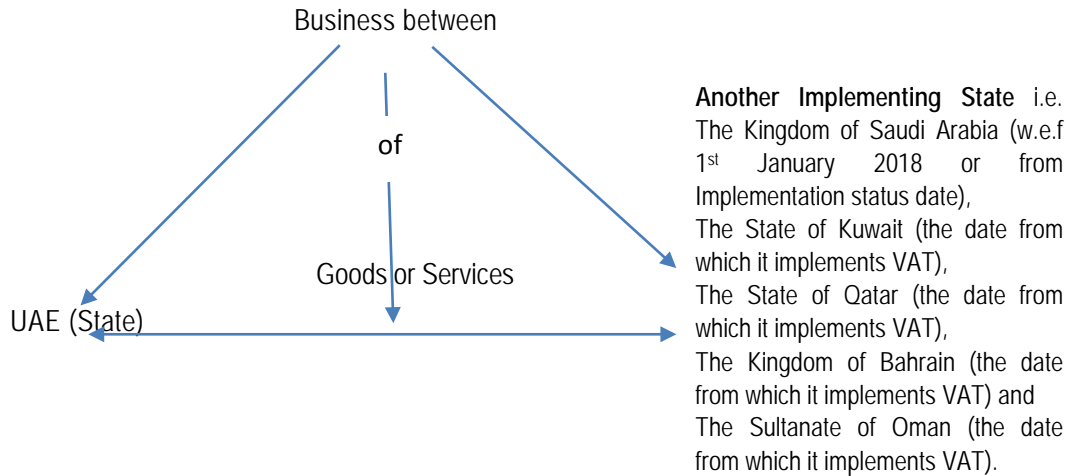 Business between
of
Goods or Services
UAE (State)
Another Implementing State i.e.
The Kingdom of Saudi Arabia (w.e.f
1st January 2018 or from
Implementation status date),
The State of Kuwait (the date from
which it implements VAT),
The State of Qatar (the date from
which it implements VAT),
The Kingdom of Bahrain (the date
from which it implements VAT) and
The Sultanate of Oman (the date
from which it implements VAT).